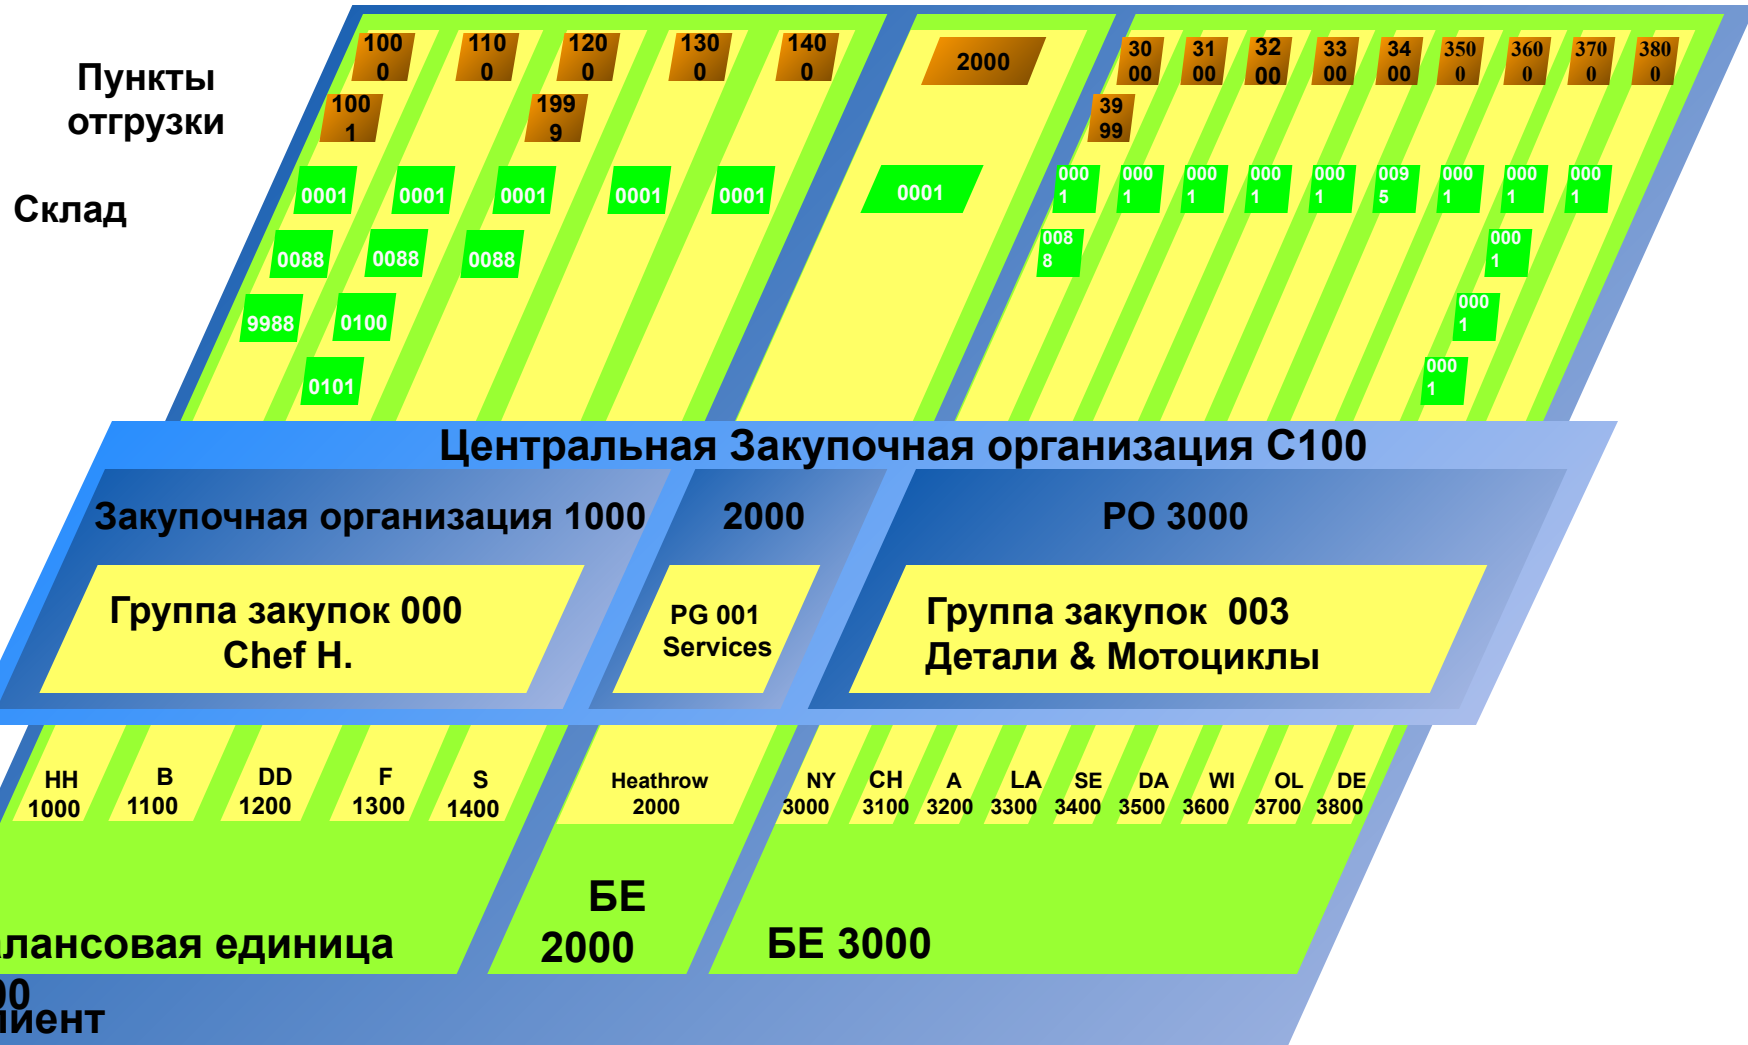 Пункты
отгрузки
100
0
110
0
120
0
130
0
140
0
2000
30
00
31
00
32
00
33
00
34
00
350
0
360
0
370
0
380
0
100
1
199
9
39
99
Склад
0001
0001
0001
0001
0001
0001
000
1
000
1
000
1
000
1
000
1
009
5
000
1
000
1
000
1
0088
0088
0088
008
8
000
1
9988
0100
000
1
0101
000
1
Центральная Закупочная организация C100
Закупочная организация 1000
2000
PO 3000
Группа закупок 000
Chef H.
PG 001
Services
Группа закупок 003
Детали & Мотоциклы
HH
1000
B
1100
DD
1200
F
1300
S
1400
Heathrow
2000
NY
3000
CH
3100
A
3200
LA
3300
SE
3400
DA
3500
WI
3600
OL
3700
DE
3800
алансовая единица
00
БЕ
2000
БЕ 3000
лиент